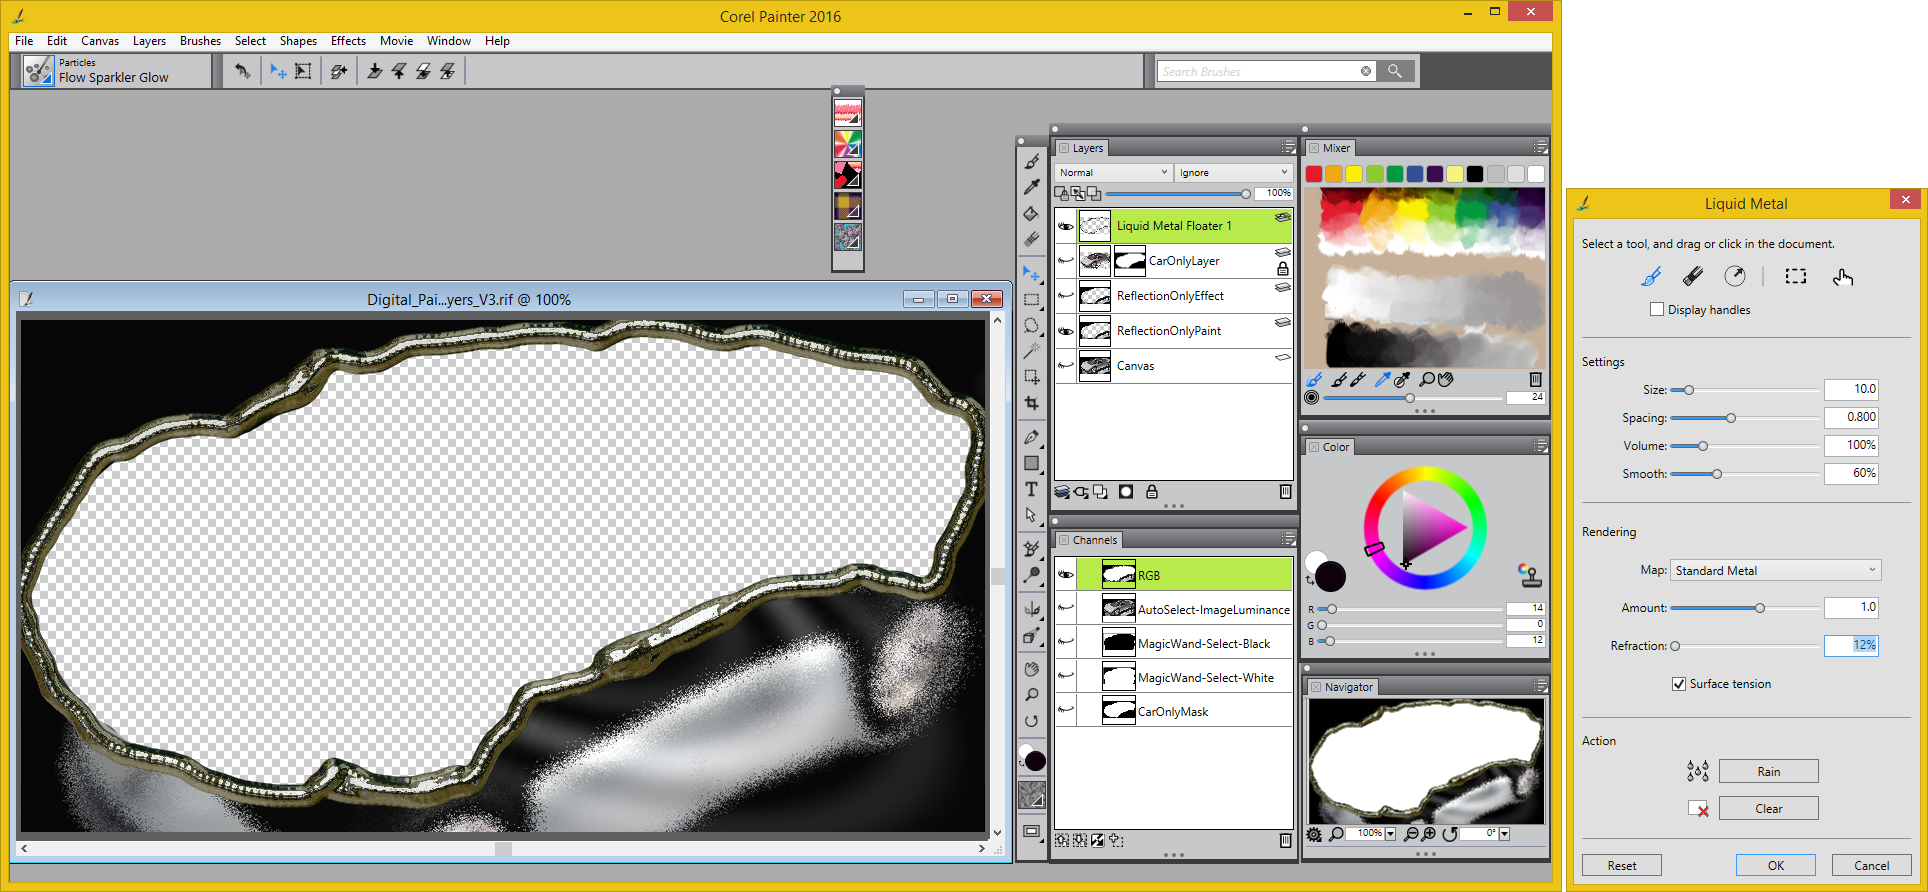 Corel Painter 2016
File Edit Canvas Layers Brushes Select Shapes Effects Movie Window Help
Particles
Flow Sparkler Glow
Search Brushes
Digital_Pai...yers_V3.rif @ 100%
Layers
Normal Ignore
100%
Liquid Metal Floater 1
CarOnlyLayer
ReflectionOnlyEffect
ReflectionOnlyPaint
Canvas
Channels
RGB
AutoSelect-ImageLuminance
MagicWand-Select-Black
MagicWand-Select-White
CarOnlyMask
Mixer
24
Color
R 14
G 0
B 12
Navigator
100% 0°
Liquid Metal
Select a tool, and drag or click in the document.
Display handles
Settings
Size: 10.0
Spacing: 0.800
Volume: 100%
Smooth: 60%
Rendering
Map: Standard Metal
Amount: 1.0
Refraction: 12%
Surface tension
Action
Rain
Clear
Reset OK Cancel